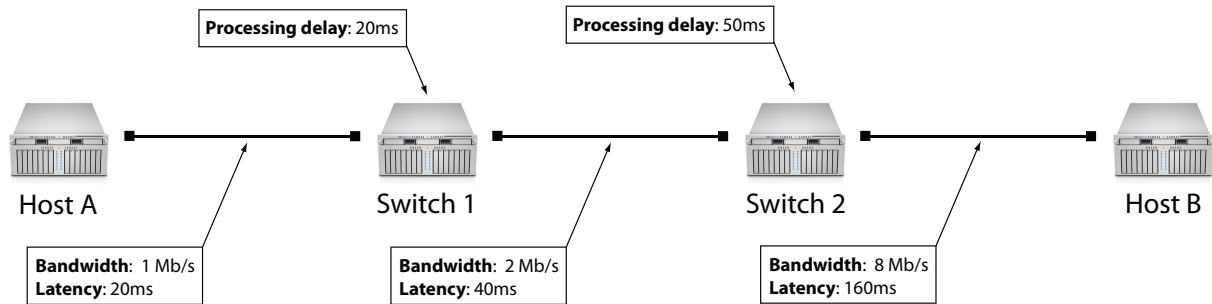 Processing delay: 20ms
Processing delay: 50ms
Host A
Switch 1
Switch 2
Host B
Bandwidth: 1 Mb/s
Latency: 20ms
Bandwidth: 2 Mb/s
Latency: 40ms
Bandwidth: 8 Mb/s
Latency: 160ms